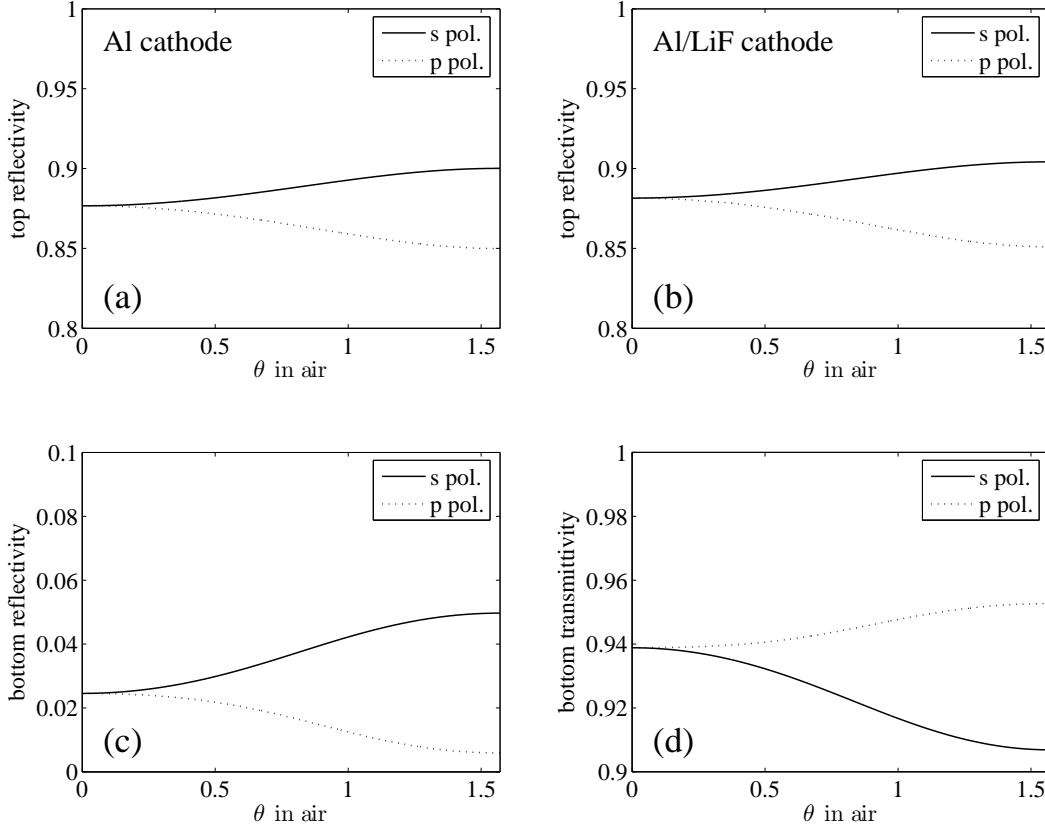 Al cathode
s pol.
p pol.
1
0.95
0.9
0.85
0.8
top reflectivity
(a)
0 0.5 1 1.5
θ in air
Al/LiF cathode
s pol.
p pol.
1
0.95
0.9
0.85
0.8
top reflectivity
(b)
0 0.5 1 1.5
θ in air
s pol.
p pol.
0.1
0.08
0.06
0.04
0.02
0
bottom reflectivity
(c)
0 0.5 1 1.5
θ in air
s pol.
p pol.
1
0.98
0.96
0.94
0.92
0.9
bottom transmittivity
(d)
0 0.5 1 1.5
θ in air